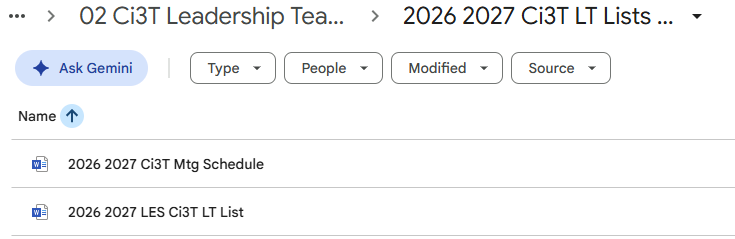 02 Ci3T Leadership Tea... 2026 2027 Ci3T LT Lists ...
Ask Gemini Type People Modified Source
Name
2026 2027 Ci3T Mtg Schedule
2026 2027 LES Ci3T LT List